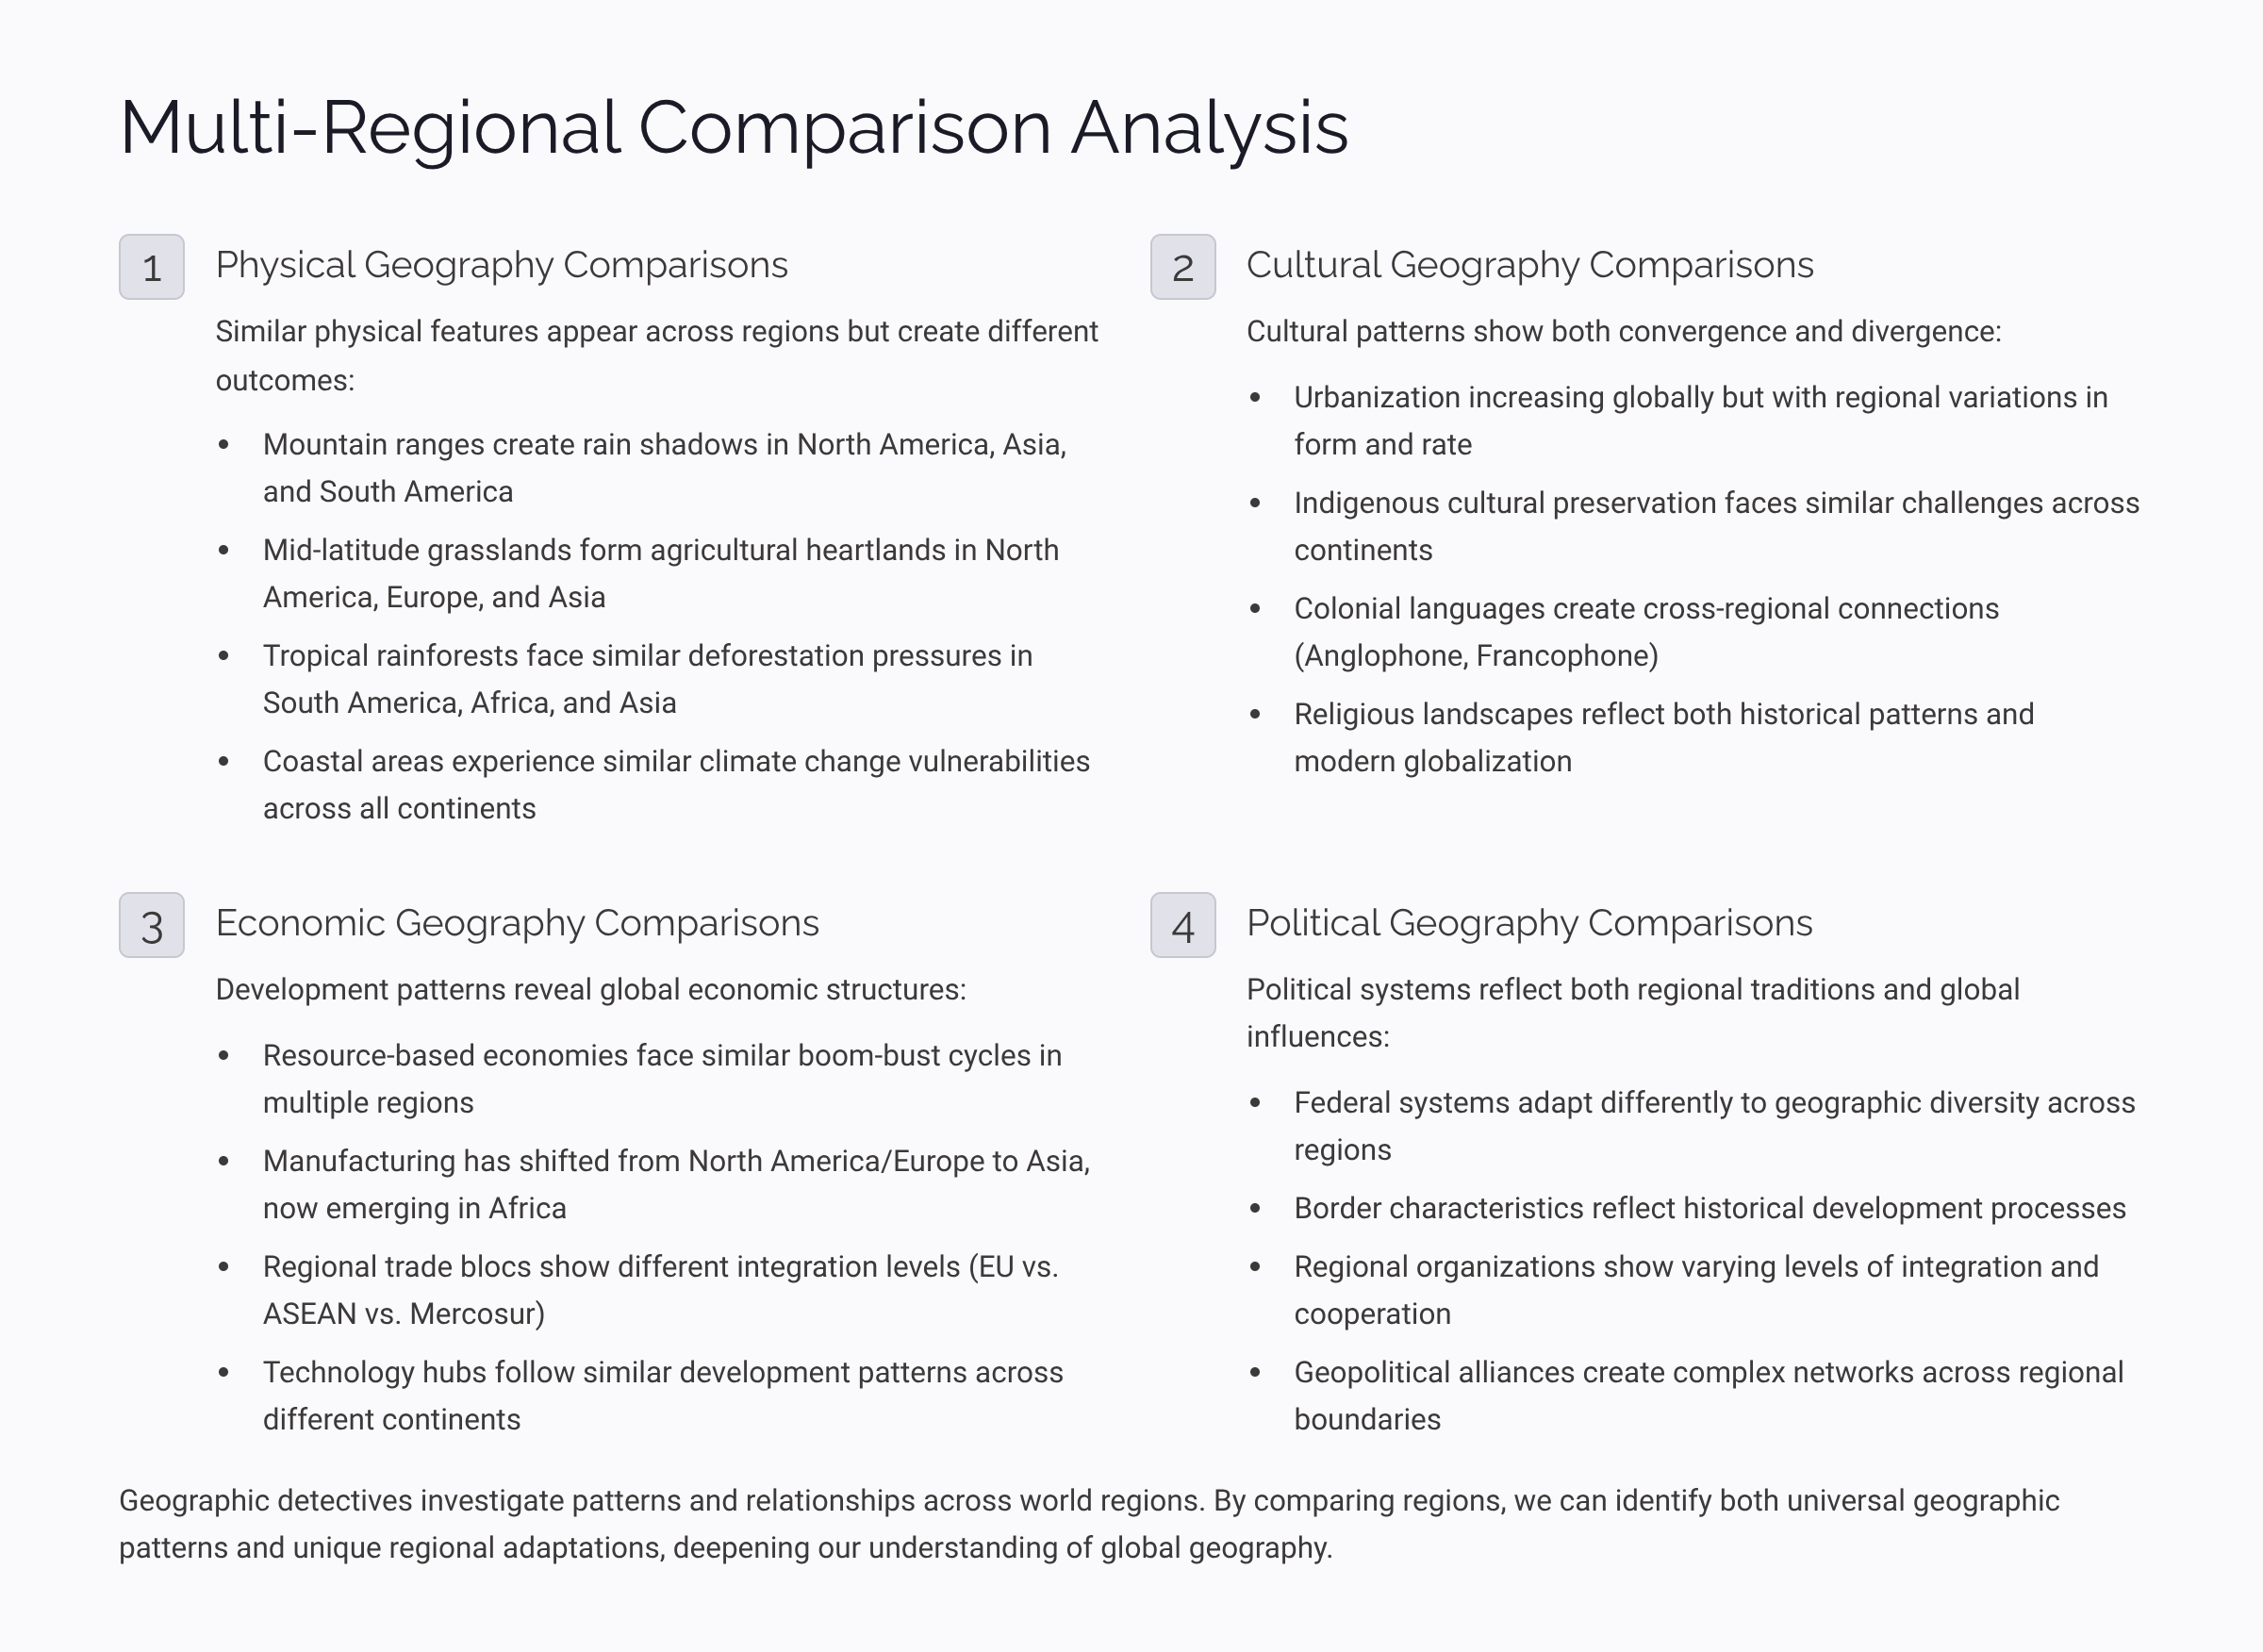 Multi-Regional Comparison Analysis
1
Physical Geography Comparisons
Similar physical features appear across regions but create different
outcomes:
• Mountain ranges create rain shadows in North America, Asia,
and South America
• Mid-latitude grasslands form agricultural heartlands in North
America, Europe, and Asia
• Tropical rainforests face similar deforestation pressures in
South America, Africa, and Asia
• Coastal areas experience similar climate change vulnerabilities
across all continents
2
Cultural Geography Comparisons
Cultural patterns show both convergence and divergence:
• Urbanization increasing globally but with regional variations in
form and rate
• Indigenous cultural preservation faces similar challenges across
continents
• Colonial languages create cross-regional connections
(Anglophone, Francophone)
• Religious landscapes reflect both historical patterns and
modern globalization
3
Economic Geography Comparisons
Development patterns reveal global economic structures:
• Resource-based economies face similar boom-bust cycles in
multiple regions
• Manufacturing has shifted from North America/Europe to Asia,
now emerging in Africa
• Regional trade blocs show different integration levels (EU vs.
ASEAN vs. Mercosur)
• Technology hubs follow similar development patterns across
different continents
4
Political Geography Comparisons
Political systems reflect both regional traditions and global
influences:
• Federal systems adapt differently to geographic diversity across
regions
• Border characteristics reflect historical development processes
• Regional organizations show varying levels of integration and
cooperation
• Geopolitical alliances create complex networks across regional
boundaries
Geographic detectives investigate patterns and relationships across world regions. By comparing regions, we can identify both universal geographic
patterns and unique regional adaptations, deepening our understanding of global geography.